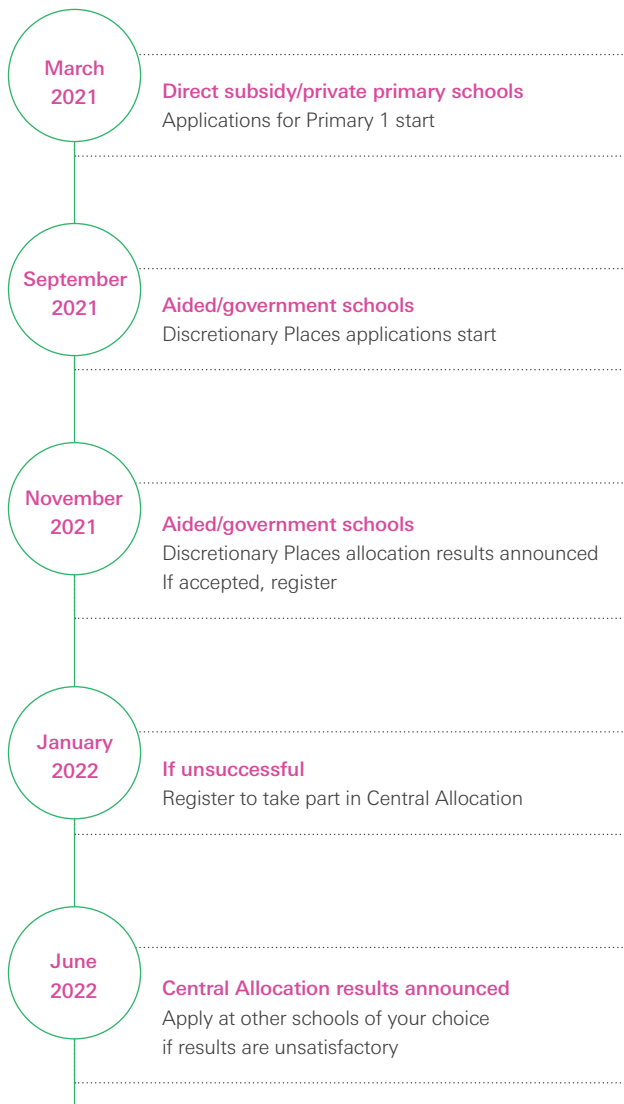 March
2021
Direct subsidy/private primary schools
Applications for Primary 1 start
September
2021
Aided/government schools
Discretionary Places applications start
November
2021
Aided/government schools
Discretionary Places allocation results announced
If accepted, register
January
2022
If unsuccessful
Register to take part in Central Allocation
June
2022
Central Allocation results announced
Apply at other schools of your choice
if results are unsatisfactory